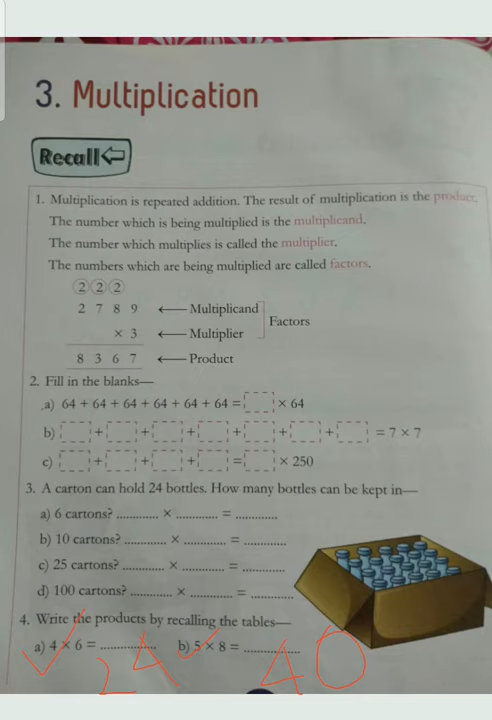 3. Multiplication
Recall
1. Multiplication is repeated addition. The result of multiplication is the product.
The number which is being multiplied is the multiplicand.
The number which multiplies is called the multiplier.
The numbers which are being multiplied are called factors.
2 2 2
2 7 8 9 ← Multiplicand
× 3 ← Multiplier
Factors
8 3 6 7 ← Product
2. Fill in the blanks—
a) 64 + 64 + 64 + 64 + 64 + 64 = × 64
b) + + + + + + = 7 × 7
c) + + + = × 250
3. A carton can hold 24 bottles. How many bottles can be kept in—
a) 6 cartons? ............ × ............ = ............
b) 10 cartons? ............ × ............ = ............
c) 25 cartons? ............ × ............ = ............
d) 100 cartons? ............ × ............ = ............
4. Write the products by recalling the tables—
a) 4 × 6 = ................ b) 5 × 8 = ................
24 40